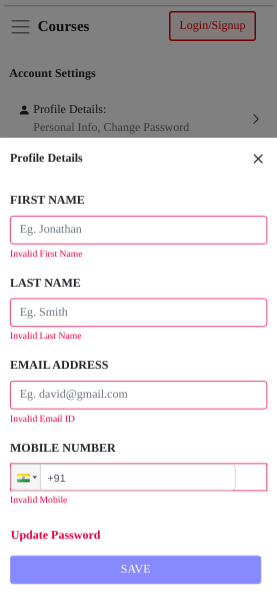 Courses
Login/Signup
Account Settings
Profile Details:
Personal Info, Change Password
Profile Details
FIRST NAME
Eg. Jonathan
Invalid First Name
LAST NAME
Eg. Smith
Invalid Last Name
EMAIL ADDRESS
Eg. david@gmail.com
Invalid Email ID
MOBILE NUMBER
+91
Invalid Mobile
Update Password
SAVE